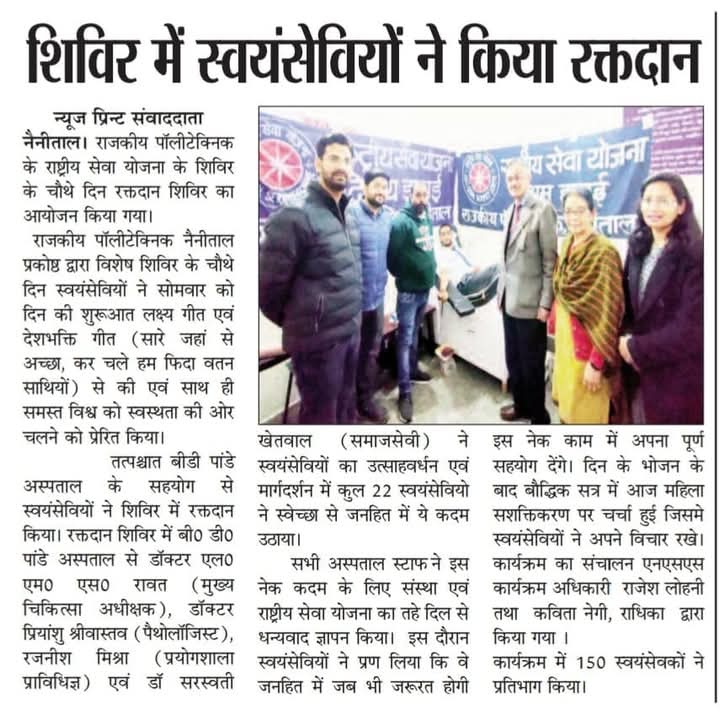 शिविर में स्वयंसेवियों ने किया रक्तदान
न्यूज प्रिन्ट संवाददाता
नैनीताल। राजकीय पॉलीटेक्निक
के राष्ट्रीय सेवा योजना के शिविर
के चौथे दिन रक्तदान शिविर का
आयोजन किया गया।
राजकीय पॉलीटेक्निक नैनीताल
प्रकोष्ठ द्वारा विशेष शिविर के चौथे
दिन स्वयंसेवियों ने सोमवार को
दिन की शुरूआत लक्ष्य गीत एवं
देशभक्ति गीत (सारे जहां से
अच्छा, कर चले हम फिदा वतन
साथियों) से की एवं साथ ही
समस्त विश्व को स्वस्थता की ओर
चलने को प्रेरित किया।
तत्पश्चात बीडी पांडे
अस्पताल के सहयोग से
स्वयंसेवियों ने शिविर में रक्तदान
किया। रक्तदान शिविर में बी0 डी0
पांडे अस्पताल से डॉक्टर एल0
एम0 एस0 रावत (मुख्य
चिकित्सा अधीक्षक), डॉक्टर
प्रियांशु श्रीवास्तव (पैथोलॉजिस्ट),
रजनीश मिश्रा (प्रयोगशाला
प्राविधिज्ञ) एवं डॉ सरस्वती
राष्ट्रीय सेवा योजना
नैनीताल
खेतवाल (समाजसेवी) ने
स्वयंसेवियों का उत्साहवर्धन एवं
मार्गदर्शन में कुल 22 स्वयंसेवियो
ने स्वेच्छा से जनहित में ये कदम
उठाया।
सभी अस्पताल स्टाफ ने इस
नेक कदम के लिए संस्था एवं
राष्ट्रीय सेवा योजना का तहे दिल से
धन्यवाद ज्ञापन किया। इस दौरान
स्वयंसेवियों ने प्रण लिया कि वे
जनहित में जब भी जरूरत होगी
इस नेक काम में अपना पूर्ण
सहयोग देंगे। दिन के भोजन के
बाद बौद्धिक सत्र में आज महिला
सशक्तिकरण पर चर्चा हुई जिसमे
स्वयंसेवियों ने अपने विचार रखे।
कार्यक्रम का संचालन एनएसएस
कार्यक्रम अधिकारी राजेश लोहनी
तथा कविता नेगी, राधिका द्वारा
किया गया ।
कार्यक्रम में 150 स्वयंसेवकों ने
प्रतिभाग किया।